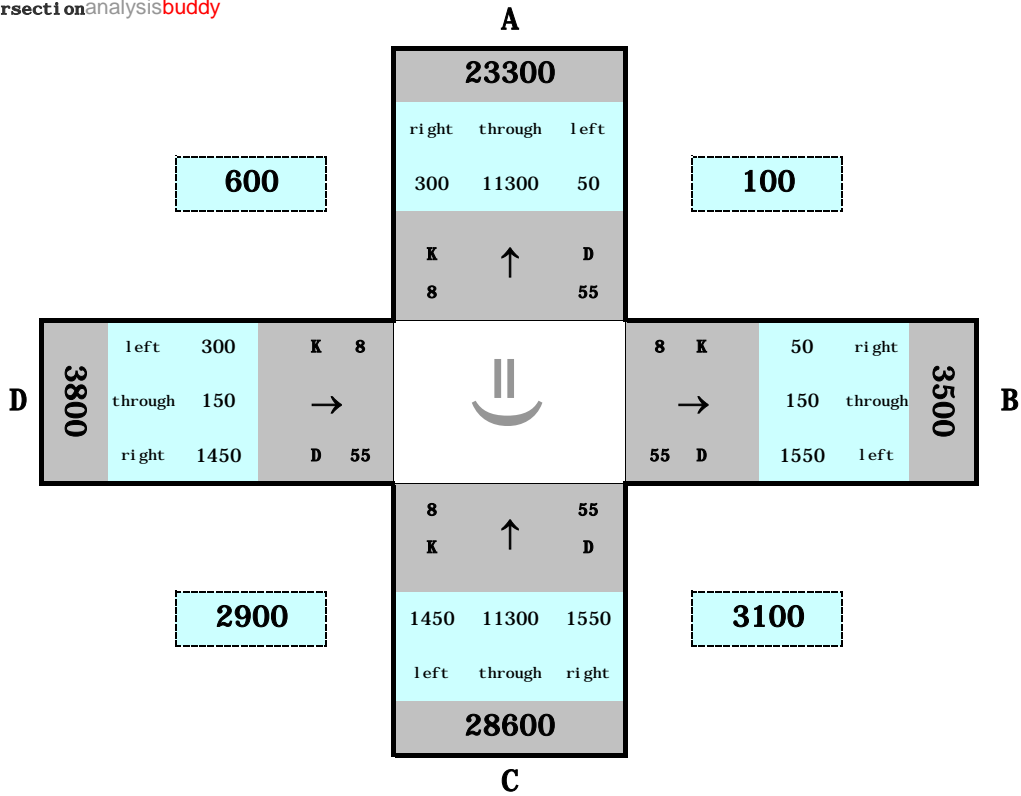 rsectionanalysisbuddy
A
23300
right through left
300 11300 50
600
100
K D
8 55
D
3800
left 300
through 150
right 1450
K 8
D 55
8 K
55 D
50 right
150 through
1550 left
3500
B
8 55
K D
1450 11300 1550
left through right
2900
3100
28600
C